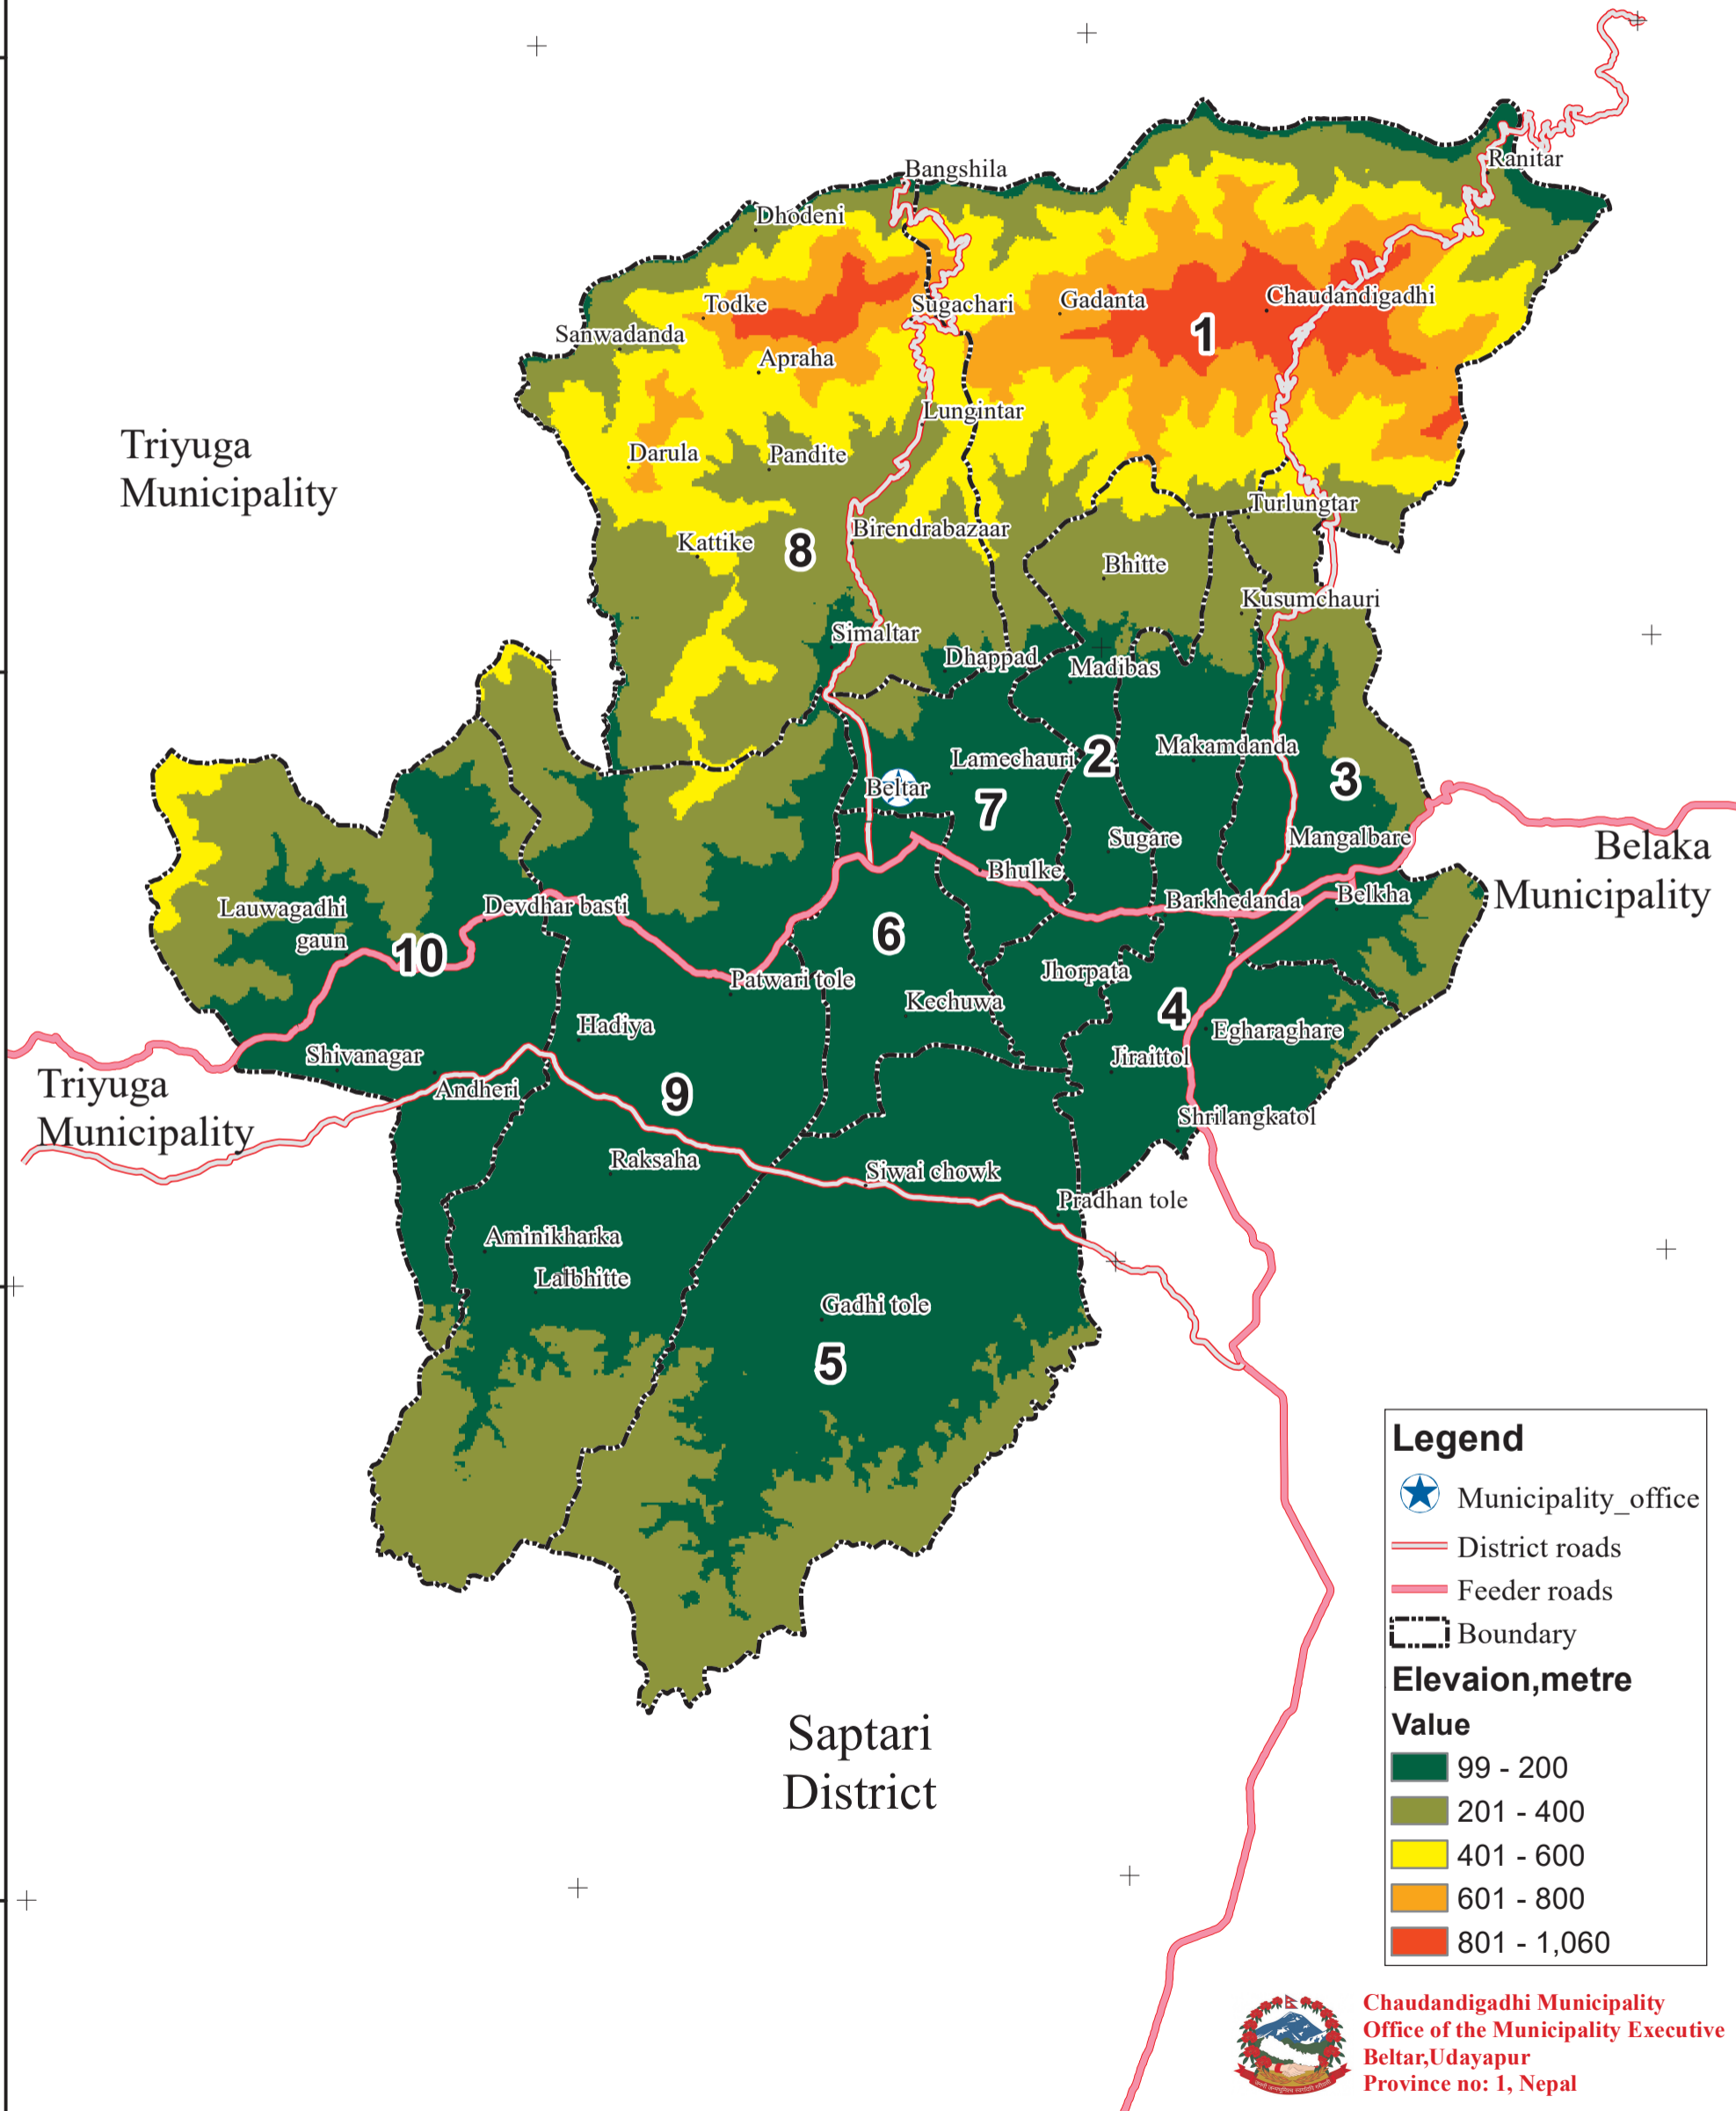 Bangshila
Ranitar
Dhodeni
Todke
Sugachari
Gadanta
Chaudandigadhi
1
Sanwadanda
Apraha
Lungintar
Triyuga
Municipality
Darula
Pandite
Turlungtar
Kattike
8
Birendrabazaar
Bhitte
Kusumchauri
Simaltar
Dhappad
Madibas
Lamechauri
2
Makamdanda
3
Beltar
7
Sugare
Mangalbare
Belaka
Municipality
Bhulke
Lauwagadhi
gaun
Devdhar basti
Barkhedanda
Belkha
10
6
Patwari tole
Jhorpata
Kechuwa
4
Hadiya
Egharaghare
Shivanagar
Jiraittol
Triyuga
Municipality
Andheri
9
Shrilangkatol
Raksaha
Siwai chowk
Pradhan tole
Aminikharka
Lalbhitte
Gadhi tole
5
Saptari
District
Legend
Municipality_office
District roads
Feeder roads
Boundary
Elevaion,metre
Value
99 - 200
201 - 400
401 - 600
601 - 800
801 - 1,060
Chaudandigadhi Municipality
Office of the Municipality Executive
Beltar,Udayapur
Province no: 1, Nepal